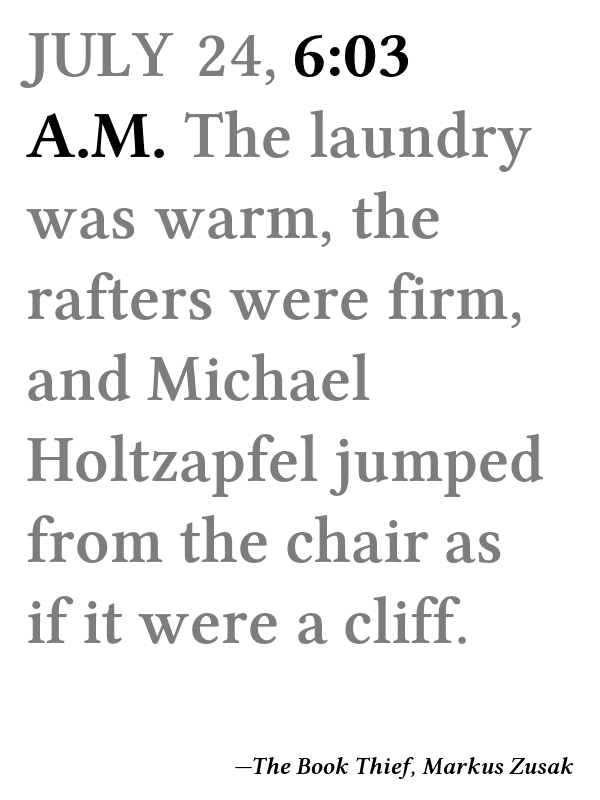 JULY 24, 6:03
A.M. The laundry
was warm, the
rafters were firm,
and Michael
Holtzapfel jumped
from the chair as
if it were a cliff.
—The Book Thief, Markus Zusak